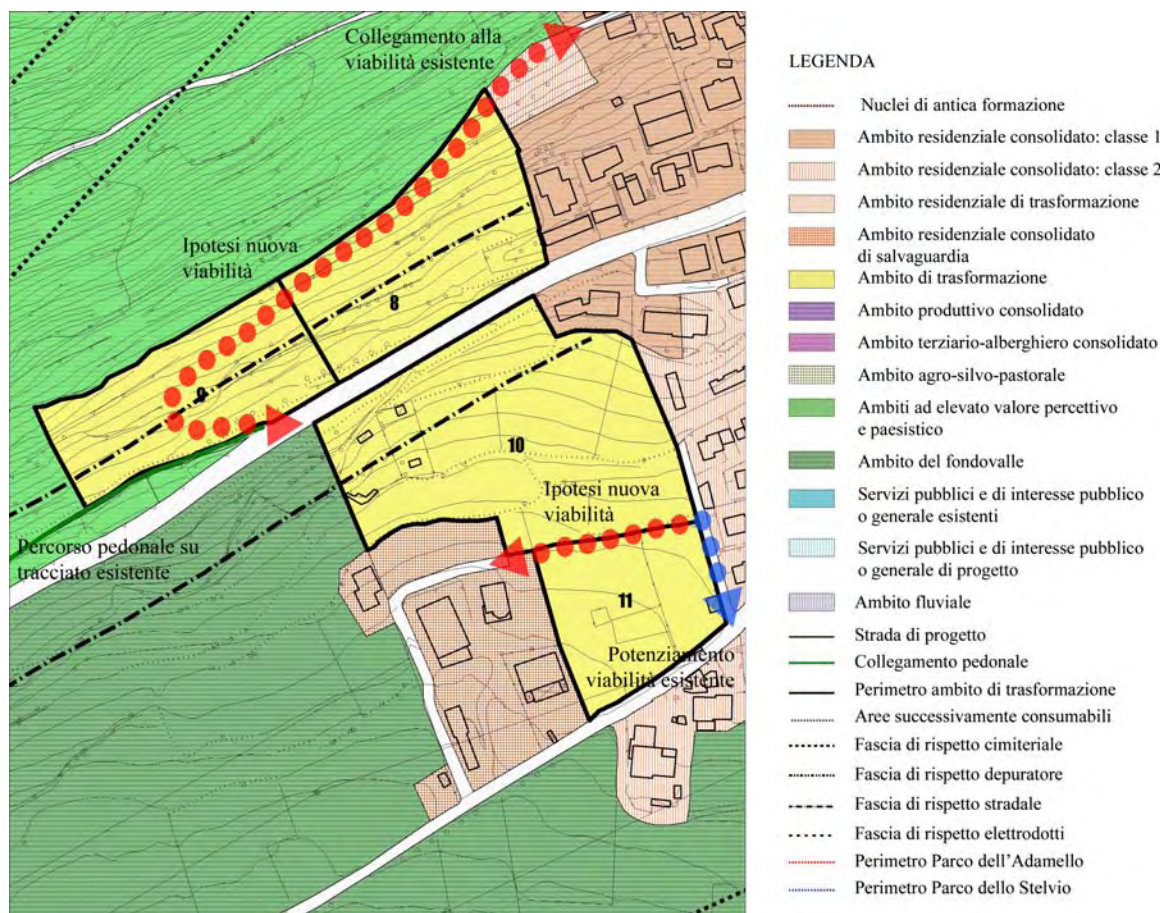 Collegamento alla
viabilità esistente
Ipotesi nuova
viabilità
8
9
10
Ipotesi nuova
viabilità
Percorso pedonale su
tracciato esistente
11
Potenziamento
viabilità esistente
LEGENDA
Nuclei di antica formazione
Ambito residenziale consolidato: classe 1
Ambito residenziale consolidato: classe 2
Ambito residenziale di trasformazione
Ambito residenziale consolidato
di salvaguardia
Ambito di trasformazione
Ambito produttivo consolidato
Ambito terziario-alberghiero consolidato
Ambito agro-silvo-pastorale
Ambiti ad elevato valore percettivo
e paesistico
Ambito del fondovalle
Servizi pubblici e di interesse pubblico
o generale esistenti
Servizi pubblici e di interesse pubblico
o generale di progetto
Ambito fluviale
Strada di progetto
Collegamento pedonale
Perimetro ambito di trasformazione
Aree successivamente consumabili
Fascia di rispetto cimiteriale
Fascia di rispetto depuratore
Fascia di rispetto stradale
Fascia di rispetto elettrodotti
Perimetro Parco dell'Adamello
Perimetro Parco dello Stelvio